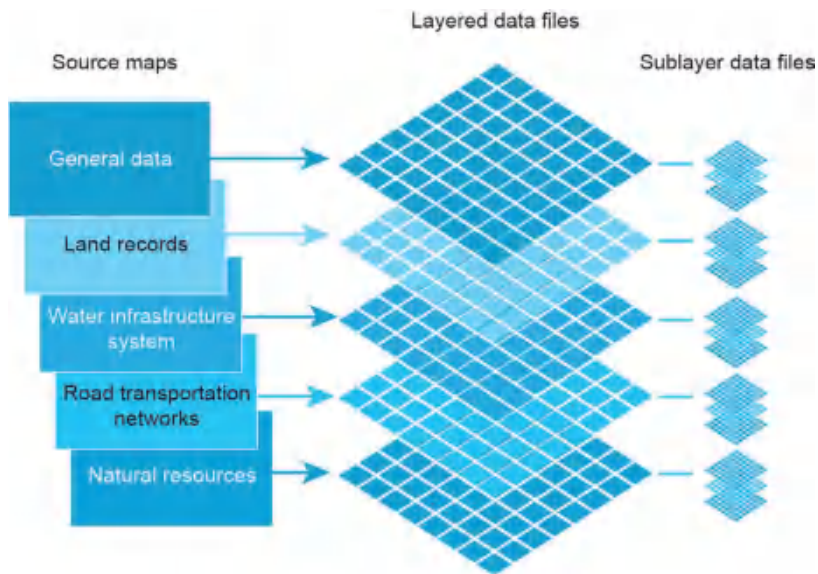 Layered data files
Source maps
Sublayer data files
General data
Land records
Water infrastructure
system
Road transportation
networks
Natural resources